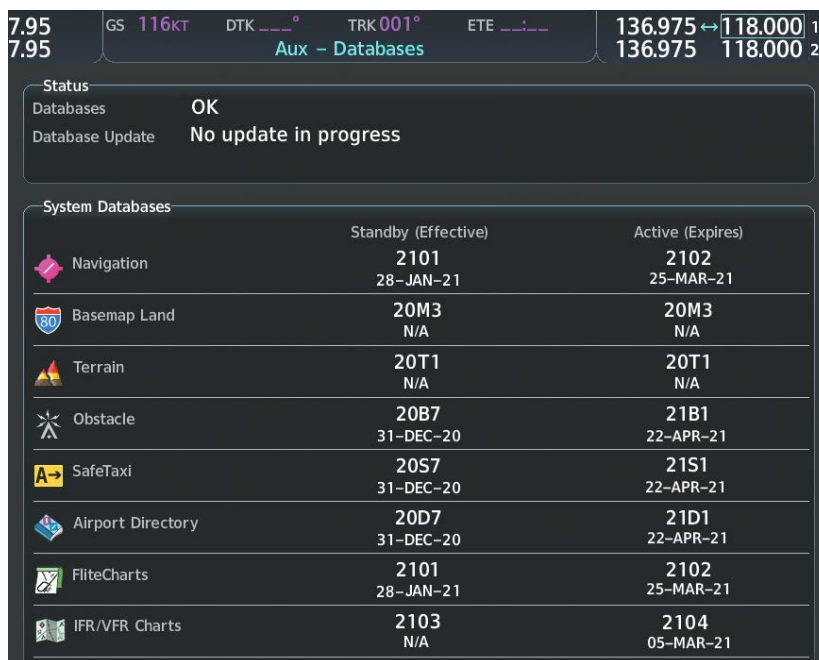 7.95 GS 116KT DTK ___° TRK 001° ETE __:__ 136.975 ↔ 118.000 1
7.95 Aux – Databases 136.975 118.000 2
Status
Databases OK
Database Update No update in progress
System Databases
Standby (Effective) Active (Expires)
Navigation 2101 2102
28–JAN–21 25–MAR–21
80 Basemap Land 20M3 20M3
N/A N/A
Terrain 20T1 20T1
N/A N/A
Obstacle 20B7 21B1
31–DEC–20 22–APR–21
A→ SafeTaxi 20S7 21S1
31–DEC–20 22–APR–21
Airport Directory 20D7 21D1
31–DEC–20 22–APR–21
FliteCharts 2101 2102
28–JAN–21 25–MAR–21
IFR/VFR Charts 2103 2104
N/A 05–MAR–21